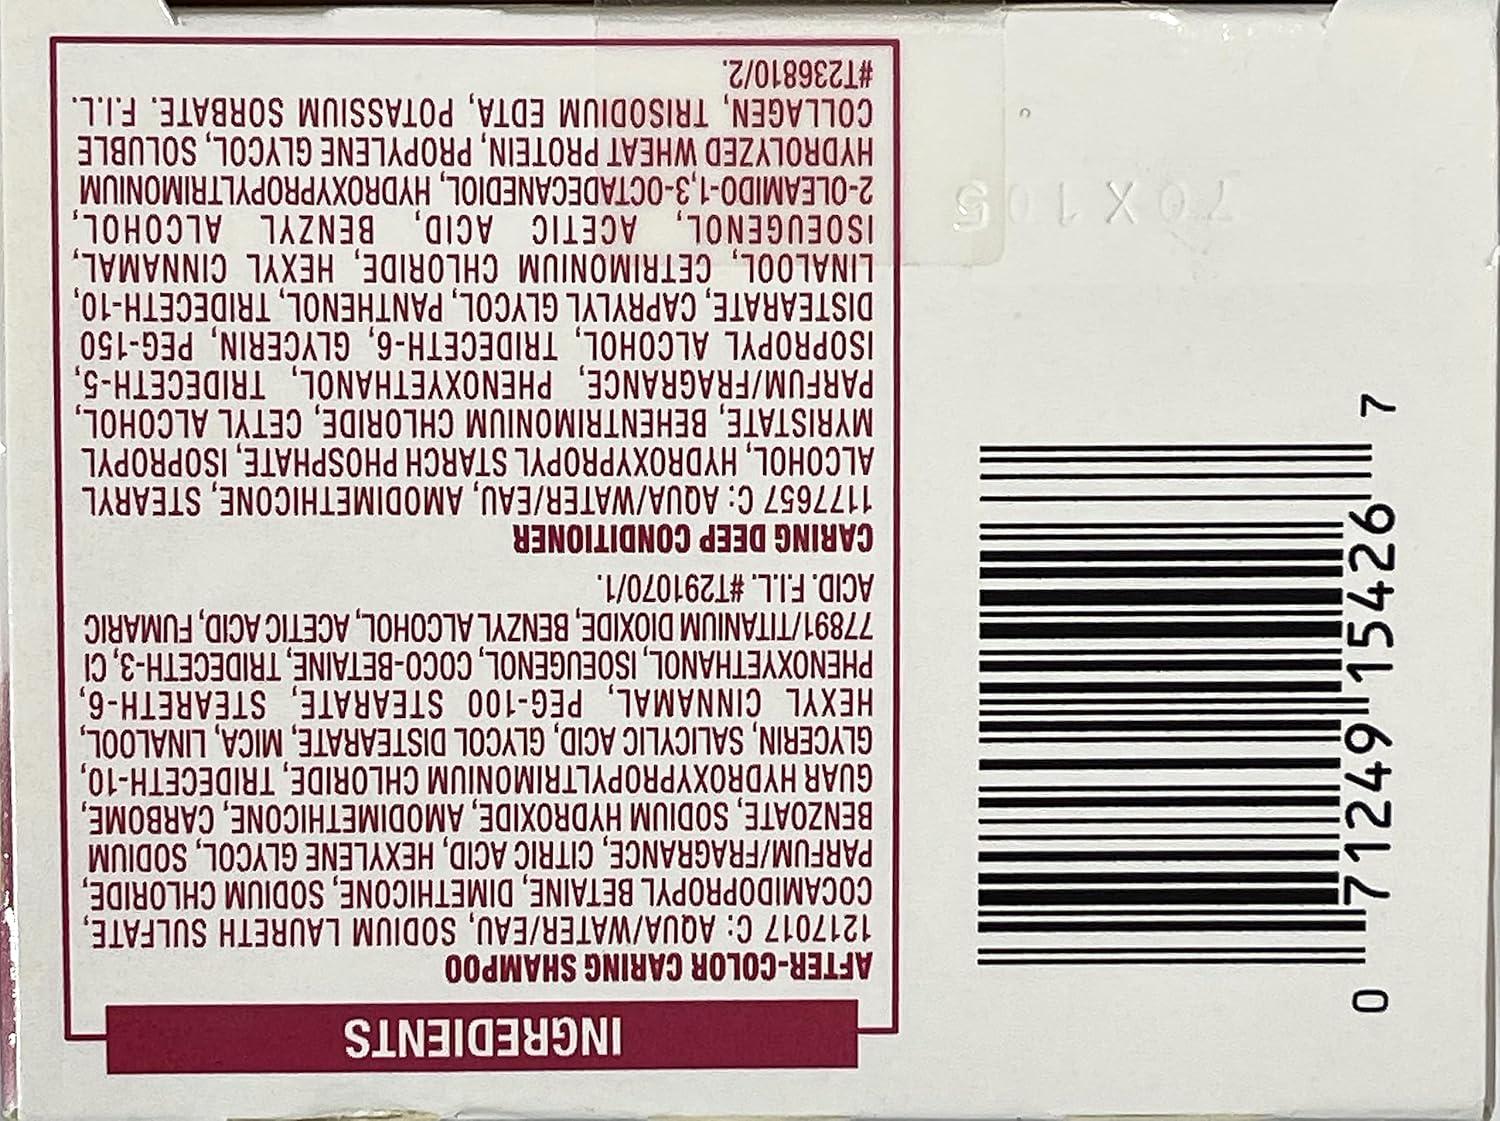 INGREDIENTS
AFTER-COLOR CARING SHAMPOO
1217017 C: AQUA/WATER/EAU, SODIUM LAURETH SULFATE,
COCAMIDOPROPYL BETAINE, DIMETHICONE, SODIUM CHLORIDE,
PARFUM/FRAGRANCE, CITRIC ACID, HEXYLENE GLYCOL, SODIUM
BENZOATE, SODIUM HYDROXIDE, AMODIMETHICONE, CARBOME,
GUAR HYDROXYPROPYLTRIMONIUM CHLORIDE, TRIDECETH-10,
GLYCERIN, SALICYLIC ACID, GLYCOL DISTEARATE, MICA, LINALOOL,
HEXYL CINNAMAL, PEG-100 STEARATE, STEARETH-6,
PHENOXYETHANOL, ISOEUGENOL, COCO-BETAINE, TRIDECETH-3, CI
77891/TITANIUM DIOXIDE, BENZYL ALCOHOL, ACETIC ACID, FUMARIC
ACID. F.I.L. #T291070/1.
CARING DEEP CONDITIONER
1177657 C: AQUA/WATER/EAU, AMODIMETHICONE, STEARYL
ALCOHOL, HYDROXYPROPYL STARCH PHOSPHATE, ISOPROPYL
MYRISTATE, BEHENTRIMONIUM CHLORIDE, CETYL ALCOHOL,
PARFUM/FRAGRANCE, PHENOXYETHANOL, TRIDECETH-5,
ISOPROPYL ALCOHOL, TRIDECETH-6, GLYCERIN, PEG-150
DISTEARATE, CAPRYLYL GLYCOL, PANTHENOL, TRIDECETH-10,
LINALOOL, CETRIMONIUM CHLORIDE, HEXYL CINNAMAL,
ISOEUGENOL, ACETIC ACID, BENZYL ALCOHOL,
2-OLEAMIDO-1,3-OCTADECANEDIOL, HYDROXYPROPYLTRIMONIUM
HYDROLYZED WHEAT PROTEIN, PROPYLENE GLYCOL, SOLUBLE
COLLAGEN, TRISODIUM EDTA, POTASSIUM SORBATE. F.I.L.
#T236810/2.
0 71249 15426 7
70X105